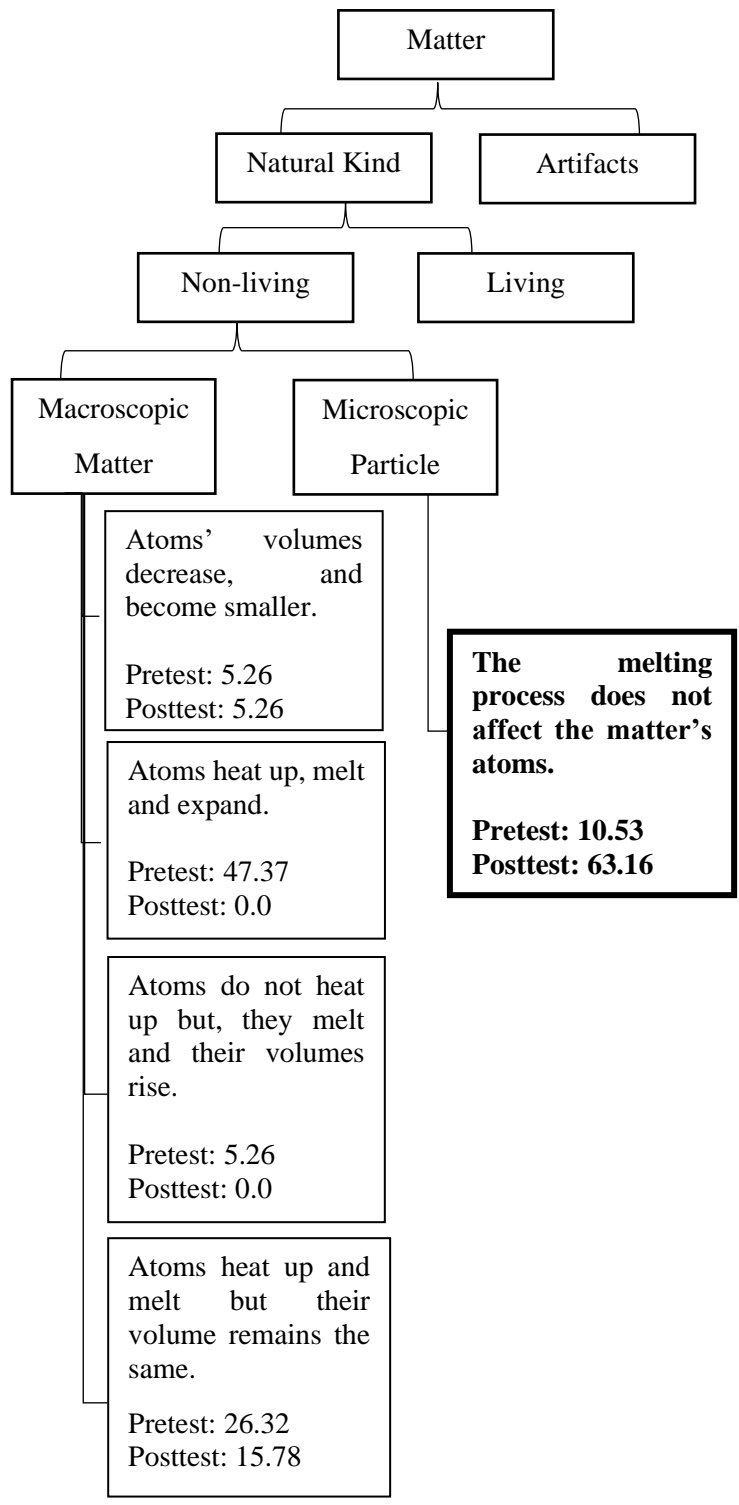 Matter
Natural Kind
Artifacts
Non-living
Living
Macroscopic
Matter
Microscopic
Particle
Atoms’ volumes
decrease, and
become smaller.
Pretest: 5.26
Posttest: 5.26
The melting
process does not
affect the matter’s
atoms.
Pretest: 10.53
Posttest: 63.16
Atoms heat up, melt
and expand.
Pretest: 47.37
Posttest: 0.0
Atoms do not heat
up but, they melt
and their volumes
rise.
Pretest: 5.26
Posttest: 0.0
Atoms heat up and
melt but their
volume remains the
same.
Pretest: 26.32
Posttest: 15.78